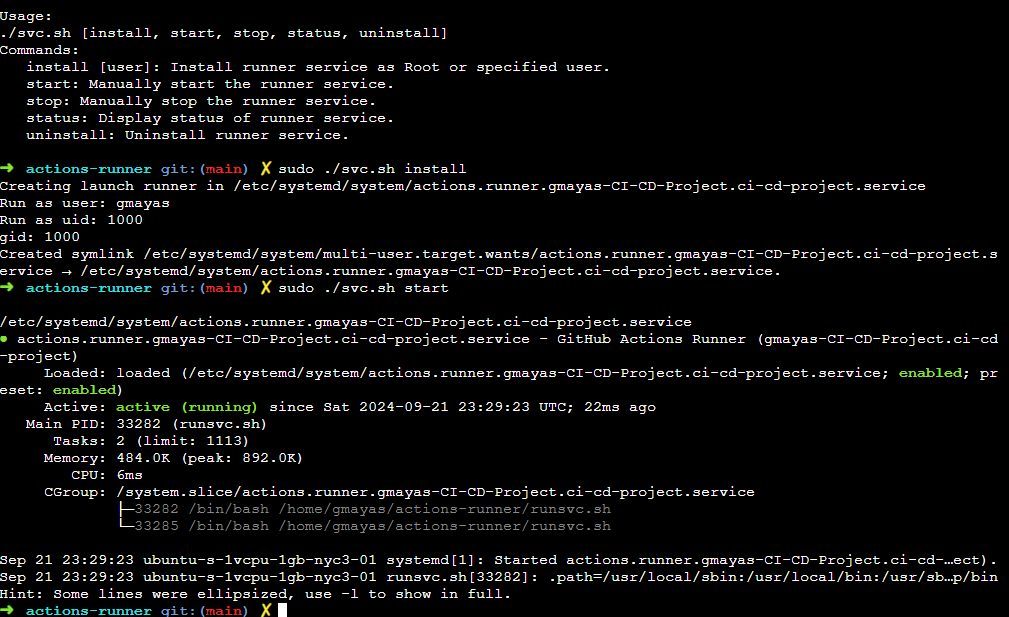 Usage:
./svc.sh [install, start, stop, status, uninstall]
Commands:
   install [user]: Install runner service as Root or specified user.
   start: Manually start the runner service.
   stop: Manually stop the runner service.
   status: Display status of runner service.
   uninstall: Uninstall runner service.

➜  actions-runner git:(main) ✗ sudo ./svc.sh install
Creating launch runner in /etc/systemd/system/actions.runner.gmayas-CI-CD-Project.ci-cd-project.service
Run as user: gmayas
Run as uid: 1000
gid: 1000
Created symlink /etc/systemd/system/multi-user.target.wants/actions.runner.gmayas-CI-CD-Project.ci-cd-project.s
ervice → /etc/systemd/system/actions.runner.gmayas-CI-CD-Project.ci-cd-project.service.
➜  actions-runner git:(main) ✗ sudo ./svc.sh start

/etc/systemd/system/actions.runner.gmayas-CI-CD-Project.ci-cd-project.service
● actions.runner.gmayas-CI-CD-Project.ci-cd-project.service - GitHub Actions Runner (gmayas-CI-CD-Project.ci-cd
-project)
     Loaded: loaded (/etc/systemd/system/actions.runner.gmayas-CI-CD-Project.ci-cd-project.service; enabled; pr
eset: enabled)
     Active: active (running) since Sat 2024-09-21 23:29:23 UTC; 22ms ago
   Main PID: 33282 (runsvc.sh)
      Tasks: 2 (limit: 1113)
     Memory: 484.0K (peak: 892.0K)
        CPU: 6ms
     CGroup: /system.slice/actions.runner.gmayas-CI-CD-Project.ci-cd-project.service
             ├─33282 /bin/bash /home/gmayas/actions-runner/runsvc.sh
             └─33285 /bin/bash /home/gmayas/actions-runner/runsvc.sh

Sep 21 23:29:23 ubuntu-s-1vcpu-1gb-nyc3-01 systemd[1]: Started actions.runner.gmayas-CI-CD-Project.ci-cd-…ect).
Sep 21 23:29:23 ubuntu-s-1vcpu-1gb-nyc3-01 runsvc.sh[33282]: .path=/usr/local/sbin:/usr/local/bin:/usr/sb…p/bin
Hint: Some lines were ellipsized, use -l to show in full.
➜  actions-runner git:(main) ✗